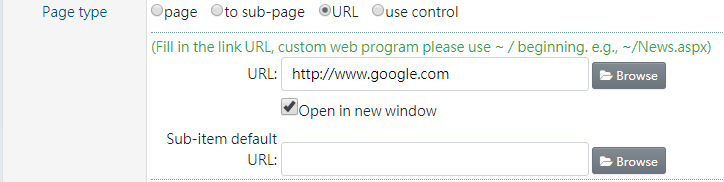 Page type page to sub-page URL use control
(Fill in the link URL, custom web program please use ~ / beginning. e.g., ~/News.aspx)
URL: http://www.google.com Browse
Open in new window
Sub-item default
URL: Browse